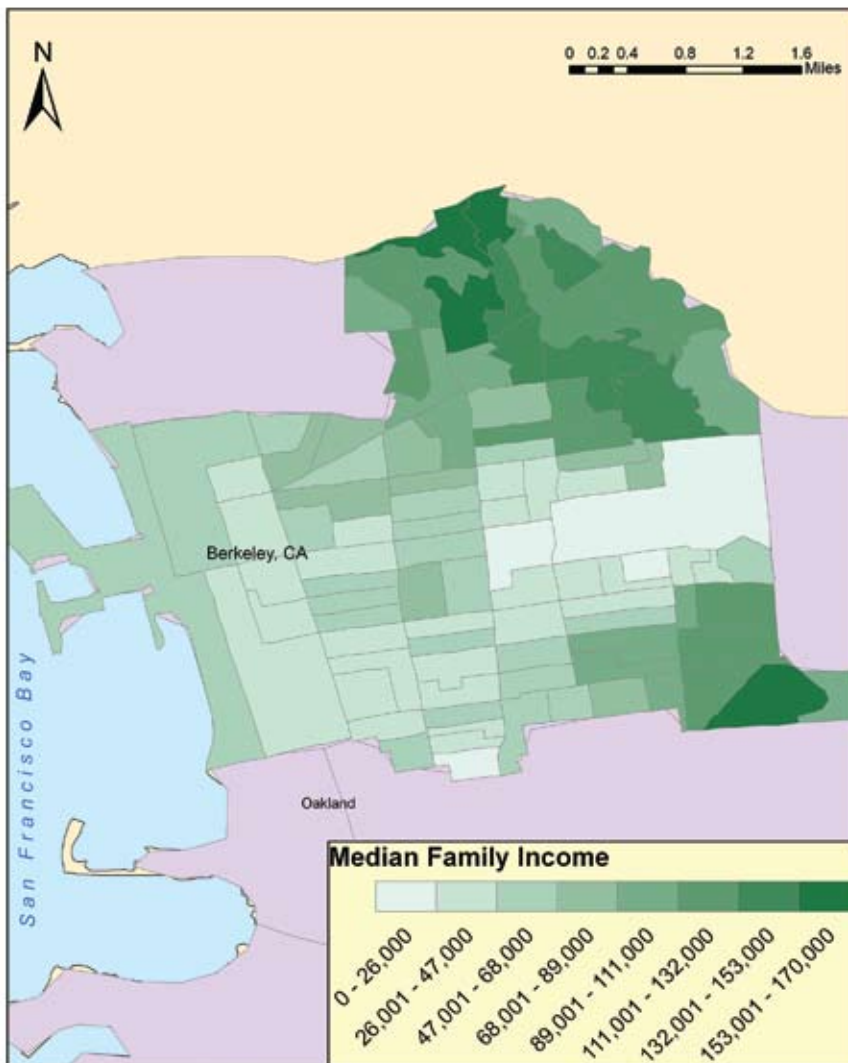 N
0 0.2 0.4 0.8 1.2 1.6
Miles
Berkeley, CA
San Francisco Bay
Oakland
Median Family Income
0 - 26,000
26,001 - 47,000
47,001 - 68,000
68,001 - 89,000
89,001 - 111,000
111,001 - 132,000
132,001 - 153,000
153,001 - 170,000